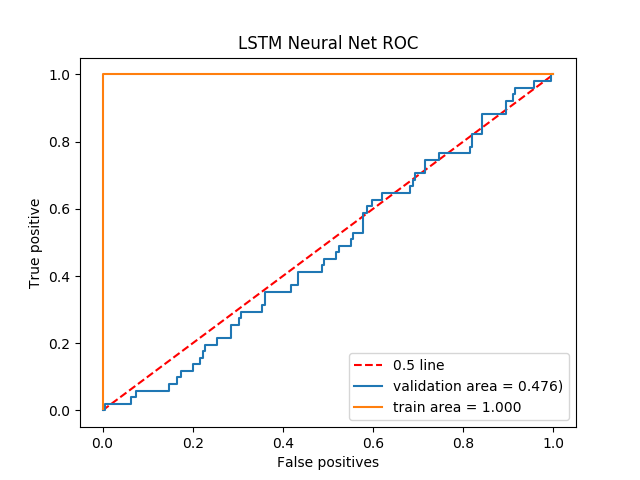 LSTM Neural Net ROC
True positive
1.0
0.8
0.6
0.4
0.2
0.0
0.5 line
validation area = 0.476)
train area = 1.000
0.0 0.2 0.4 0.6 0.8 1.0
False positives